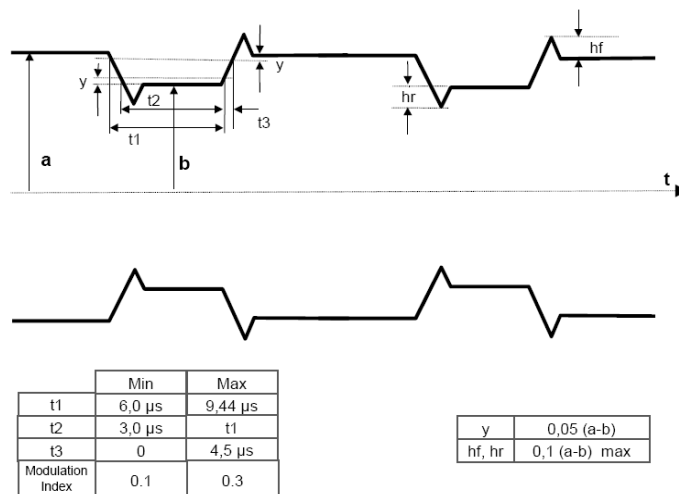 hf
y
y
hr
t2
t3
t1
a
b
t
Min Max
t1 6,0 µs 9,44 µs
t2 3,0 µs t1
t3 0 4,5 µs
Modulation
Index 0.1 0.3
y 0,05 (a-b)
hf, hr 0,1 (a-b) max